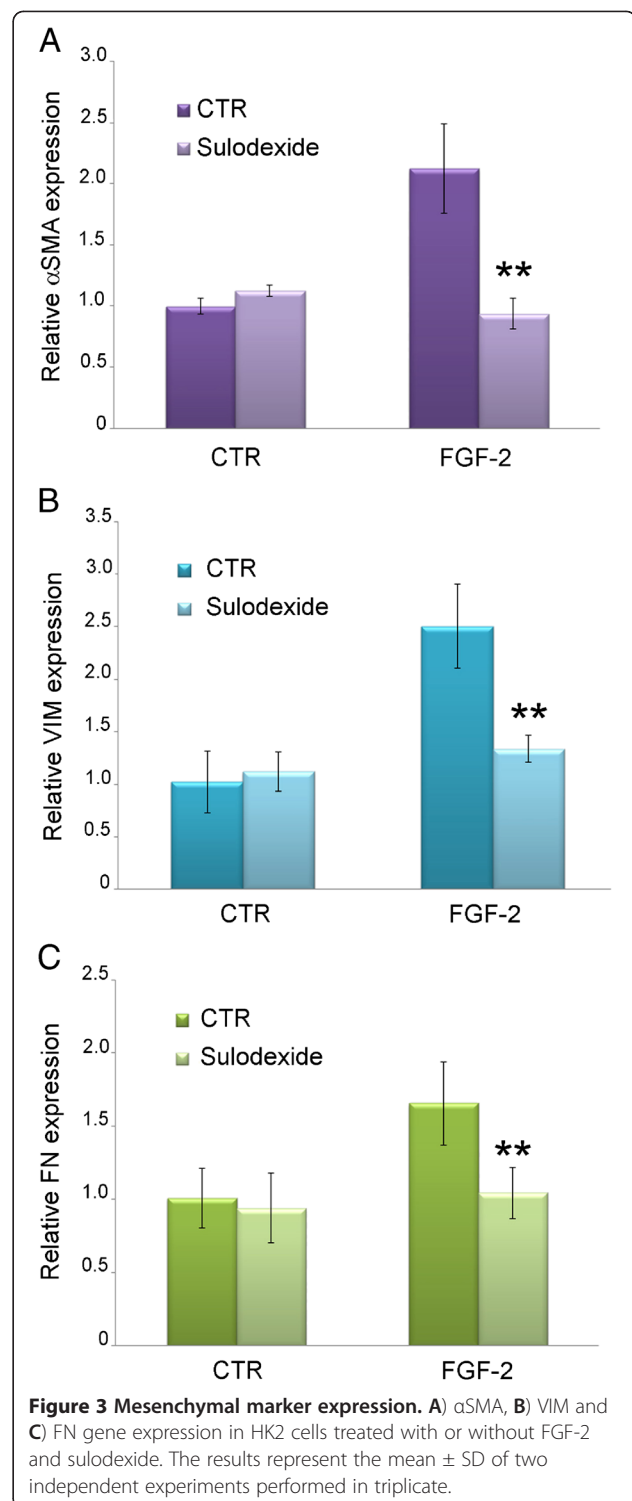 A
Relative αSMA expression
3.0
2.5
2.0
1.5
1.0
0.5
0
CTR
Sulodexide
**
CTR
FGF-2
B
Relative VIM expression
3.5
3.0
2.5
2.0
1.5
1.0
0.5
0
CTR
Sulodexide
**
CTR
FGF-2
C
Relative FN expression
2.5
2.0
1.5
1.0
0.5
0
CTR
Sulodexide
**
CTR
FGF-2
Figure 3 Mesenchymal marker expression. A) αSMA, B) VIM and
C) FN gene expression in HK2 cells treated with or without FGF-2
and sulodexide. The results represent the mean ± SD of two
independent experiments performed in triplicate.